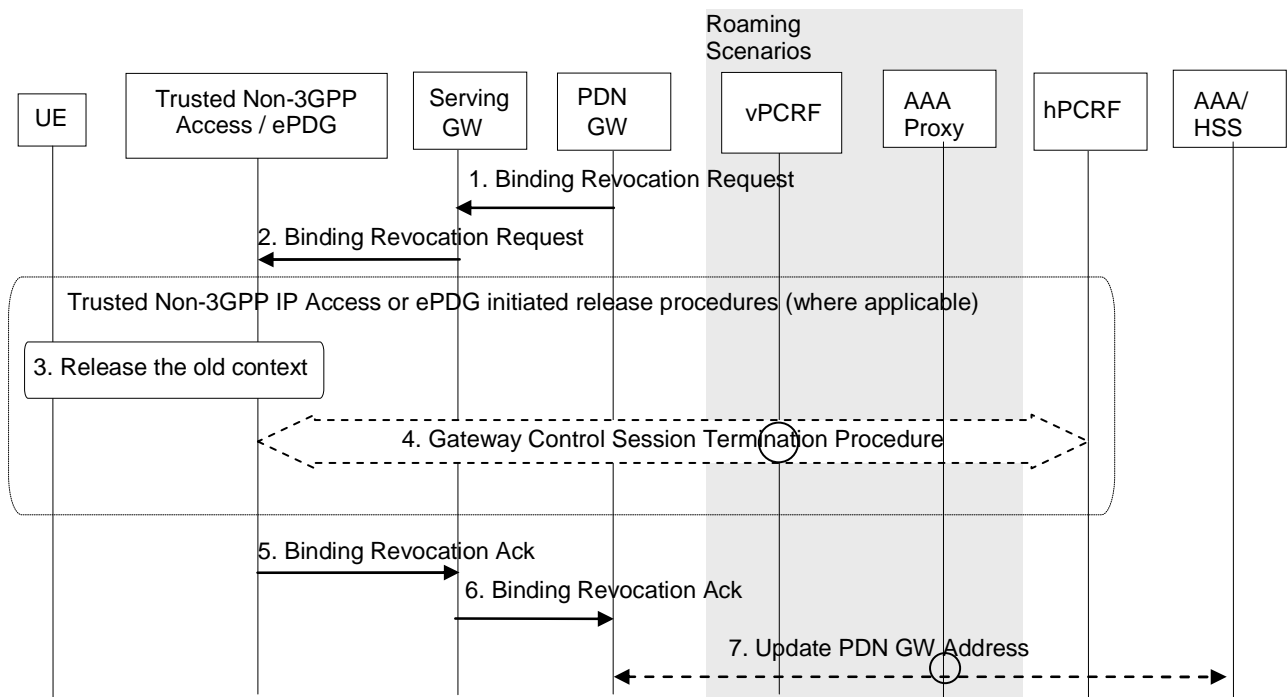 Roaming
Scenarios
UE
Trusted Non-3GPP
Access / ePDG
Serving
GW
PDN
GW
vPCRF
AAA
Proxy
hPCRF
AAA/
HSS
1. Binding Revocation Request
2. Binding Revocation Request
Trusted Non-3GPP IP Access or ePDG initiated release procedures (where applicable)
3. Release the old context
4. Gateway Control Session Termination Procedure
5. Binding Revocation Ack
6. Binding Revocation Ack
7. Update PDN GW Address